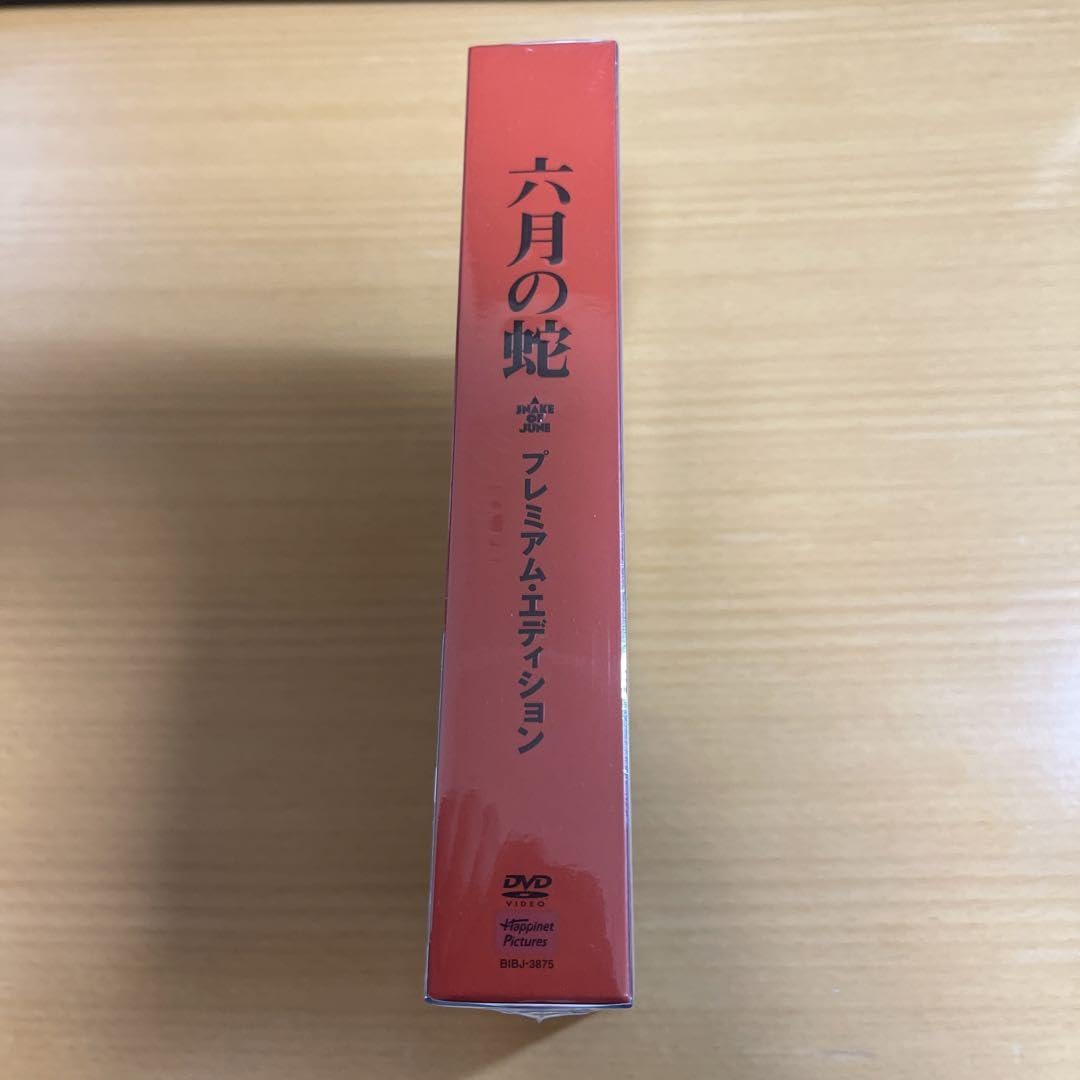 六月の蛇
A
SNAKE
OF
JUNE
プレミアム・エディション
DVD
VIDEO
Happinet
Pictures
BIBJ-3875